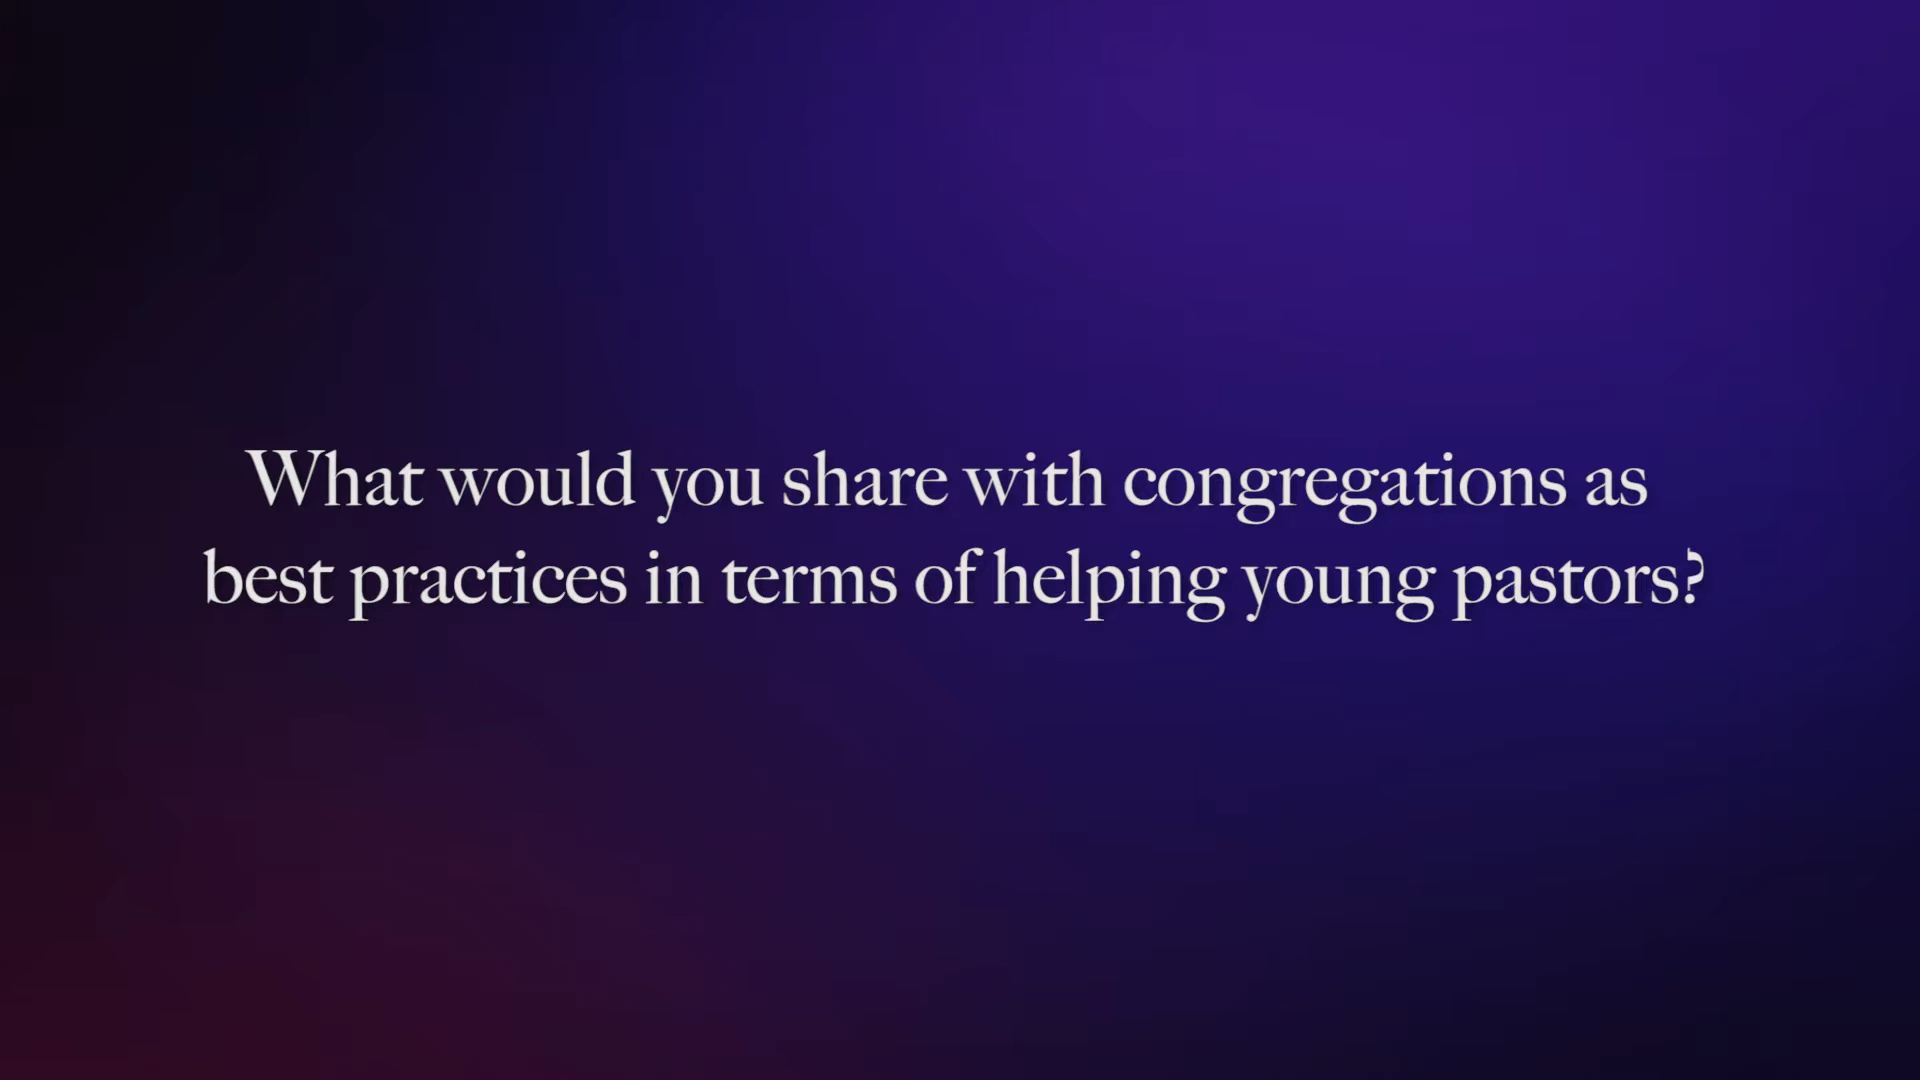 What would you share with congregations as
best practices in terms of helping young pastors?